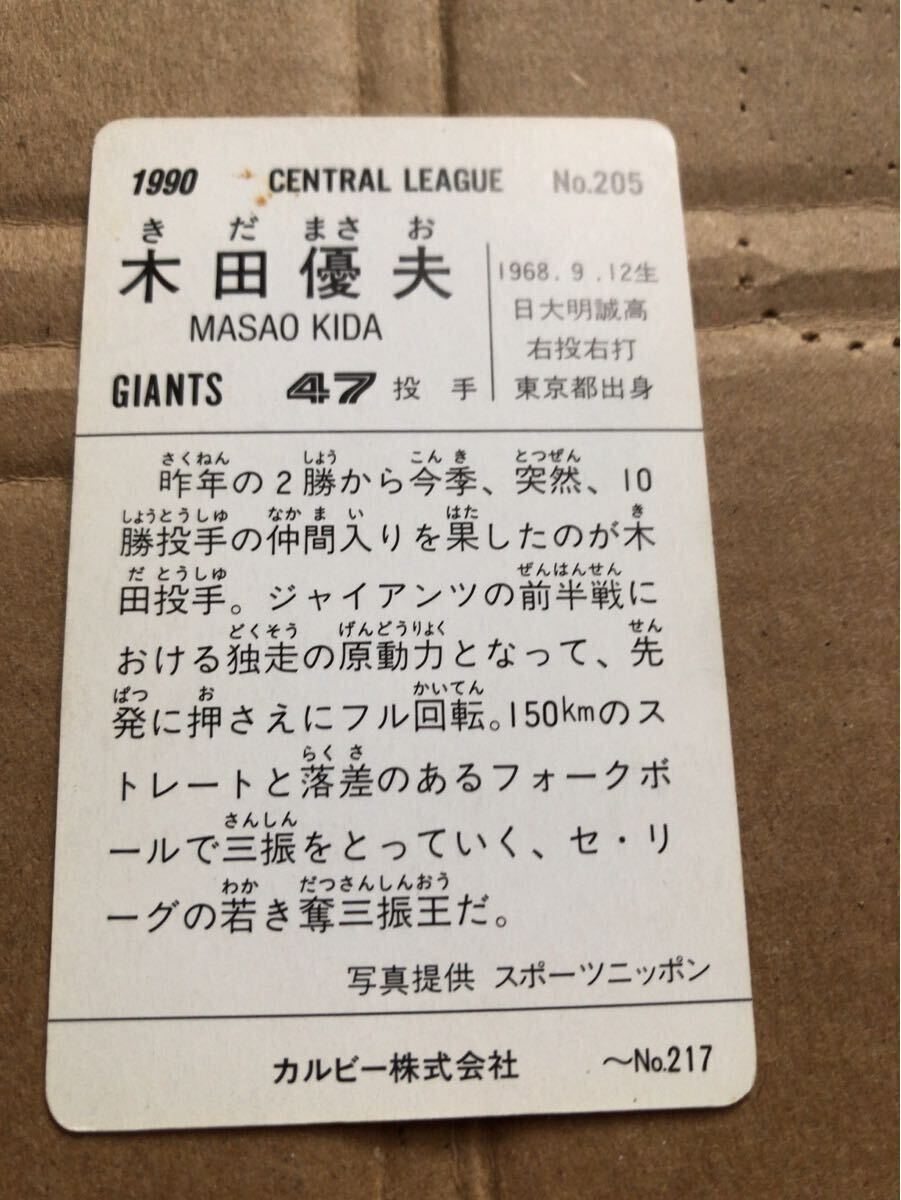 1990 CENTRAL LEAGUE No.205
きだ まさ お
木田優夫
MASAO KIDA
GIANTS 47 投手
1968.9.12生
日大明誠高
右投右打
東京都出身
さくねん しょう こんき とつぜん
昨年の2勝から今季、突然、10
しょうとうしゅ なかまい はた き
勝投手の仲間入りを果したのが木
だ とうしゅ ぜんはんせん
田投手。ジャイアンツの前半戦に
どくそう げんどうりょく せん
おける独走の原動力となって、先
ぱつ お かいてん
発に押さえにフル回転。150kmのス
らくさ
トレートと落差のあるフォークボ
さんしん
ールで三振をとっていく、セ・リ
わか だつさんしんおう
ーグの若き奪三振王だ。
写真提供 スポーツニッポン
カルビー株式会社 〜No.217